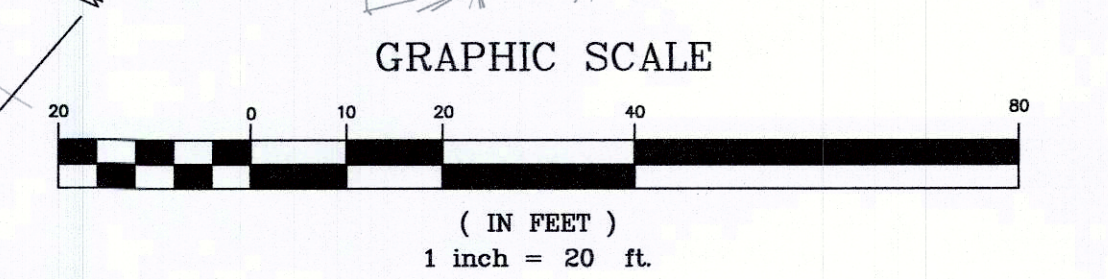 GRAPHIC SCALE
20 0 10 20 40 80
( IN FEET )
1 inch = 20 ft.